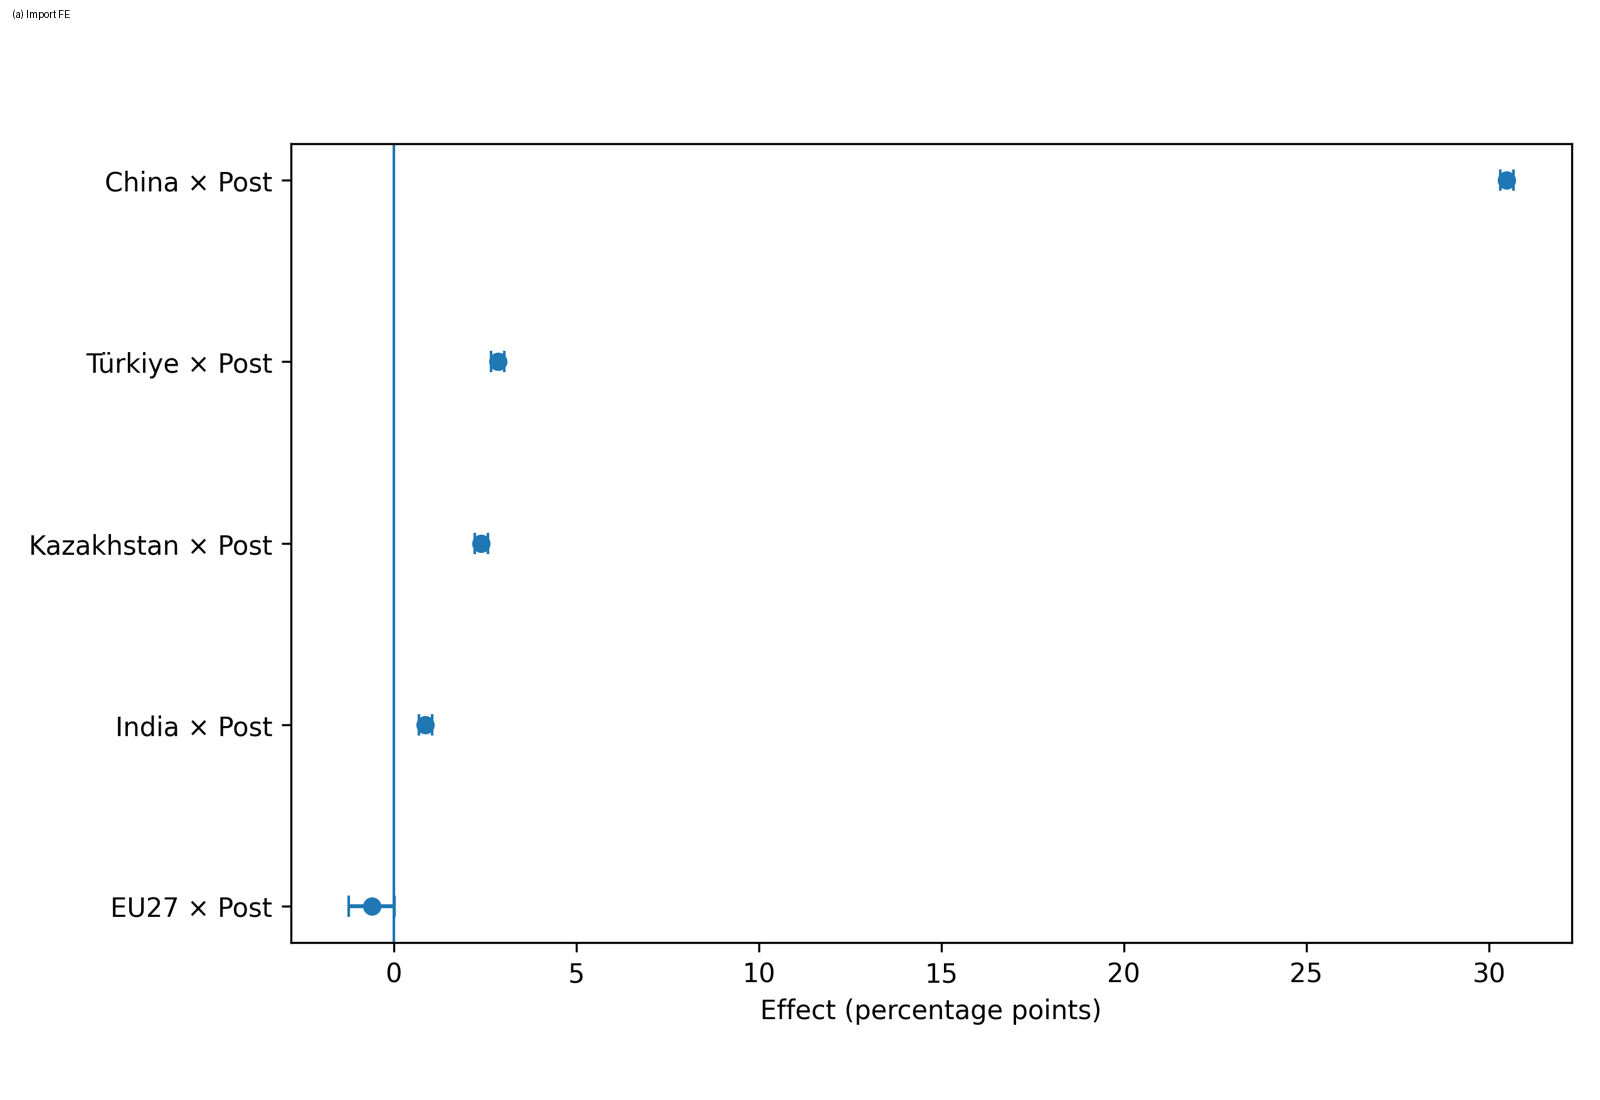 (a) Import FE
China × Post
Türkiye × Post
Kazakhstan × Post
India × Post
EU27 × Post
0 5 10 15 20 25 30
Effect (percentage points)